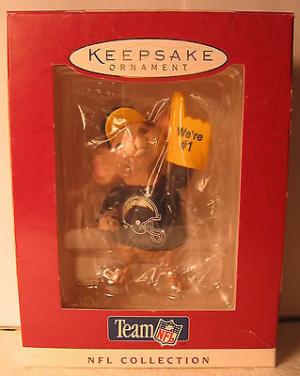 KEEPSAKE
ORNAMENT
We're
#1
Team NFL
NFL COLLECTION